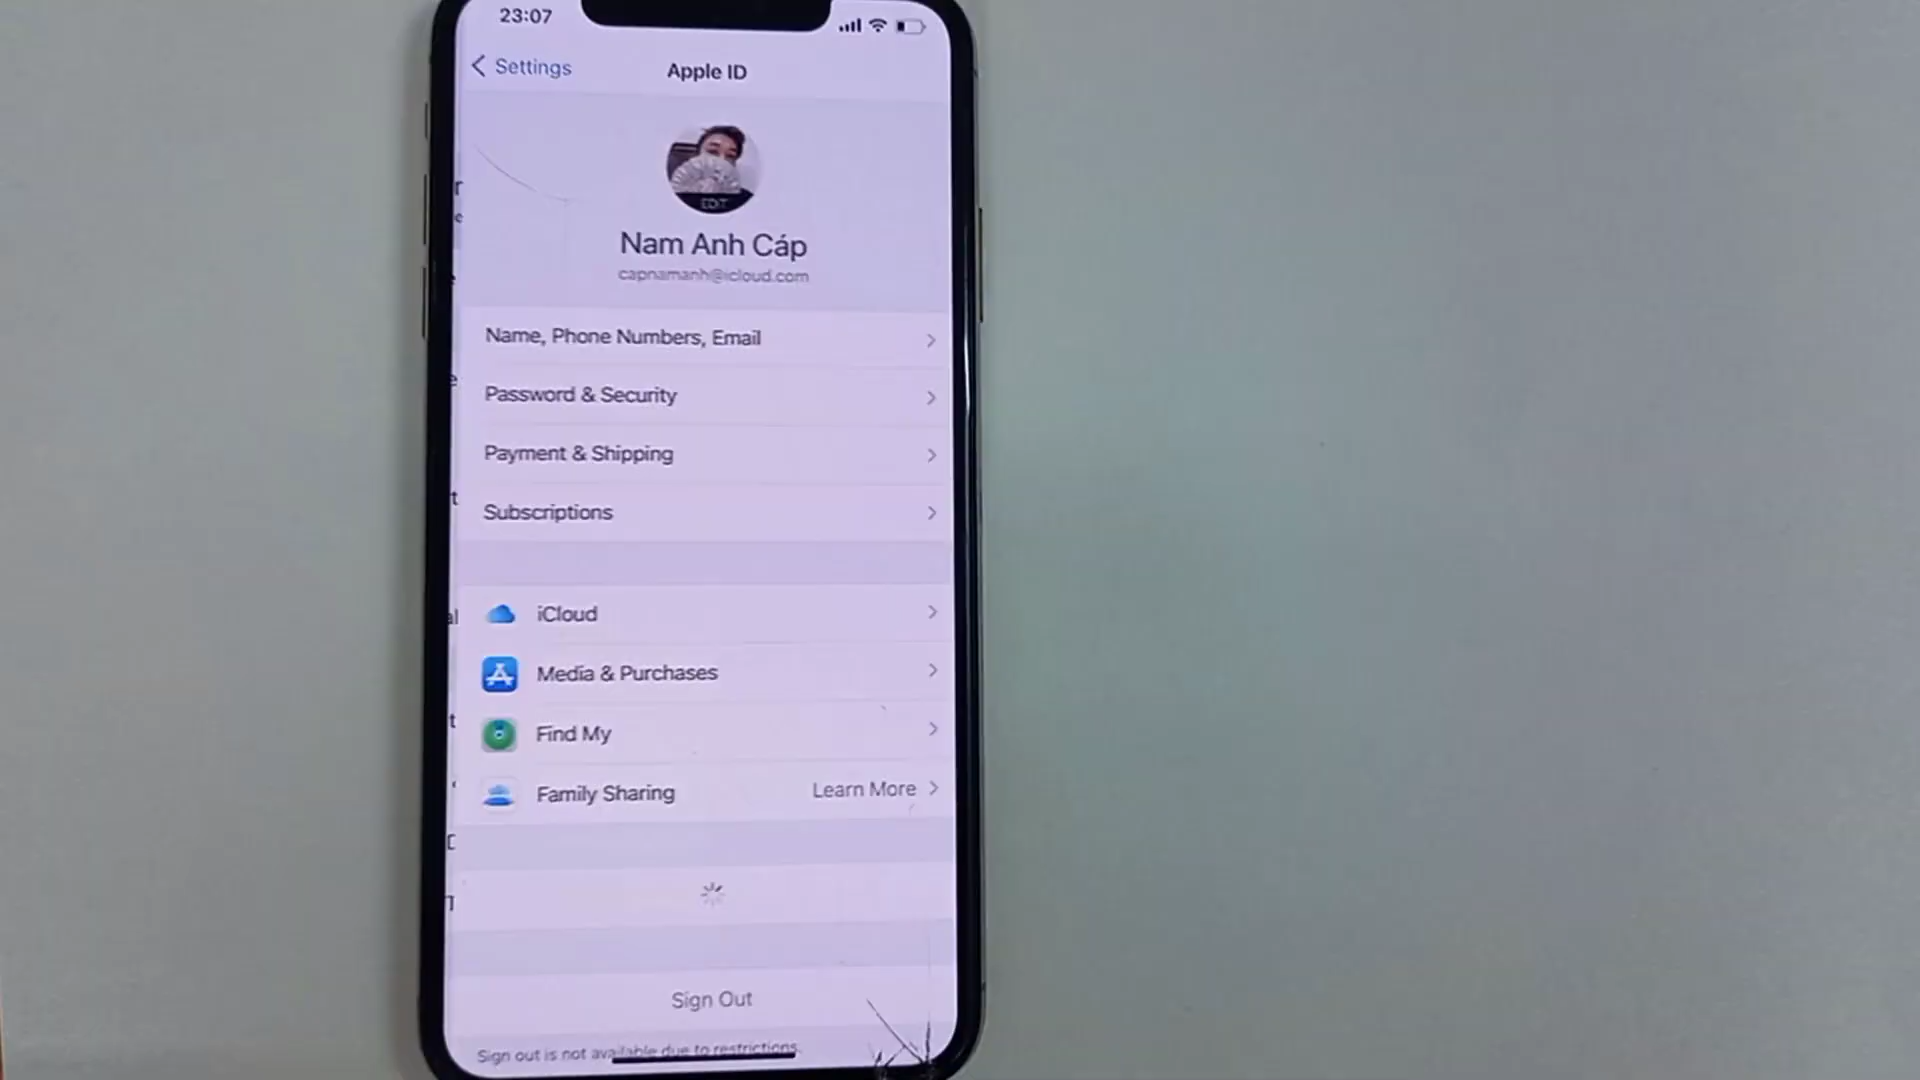 23:07
Settings
Apple ID
EDIT
Nam Anh Cáp
capnamanh@icloud.com
Name, Phone Numbers, Email
Password & Security
Payment & Shipping
Subscriptions
iCloud
Media & Purchases
Find My
Family Sharing Learn More
Sign Out
Sign out is not available due to restrictions.